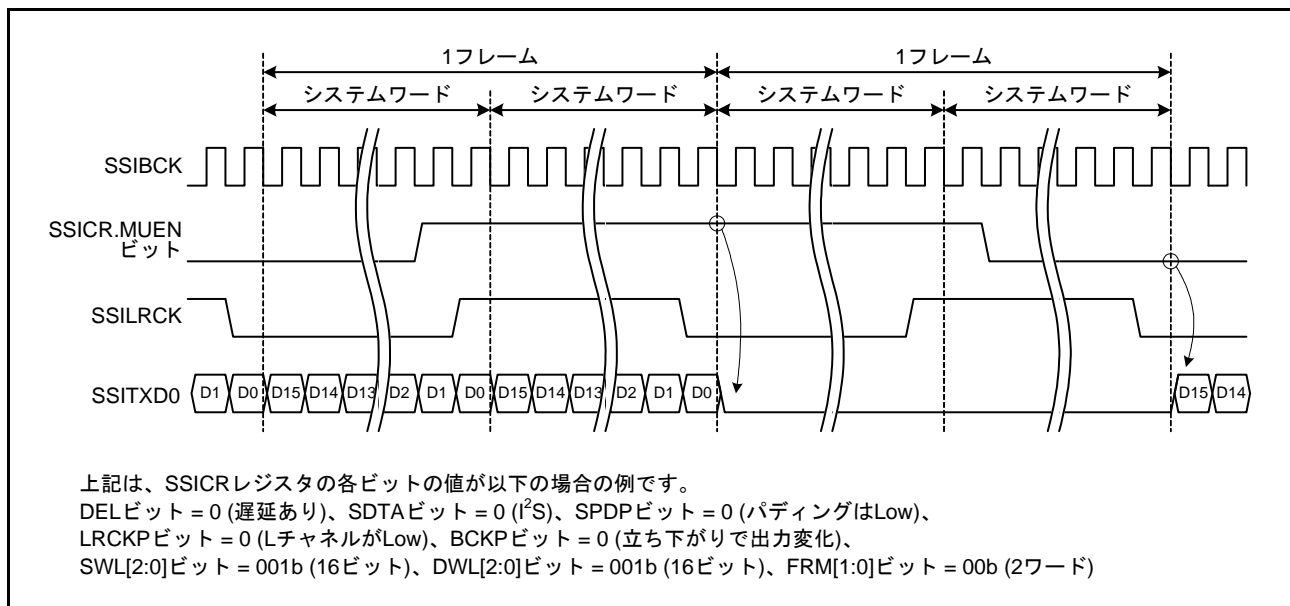 1フレーム 1フレーム
システムワード システムワード システムワード システムワード
SSIBCK
SSICR.MUEN
ビット
SSILRCK
SSITXD0 D1 D0 D15 D14 D13 D2 D1 D0 D15 D14 D13 D2 D1 D0 D15 D14
上記は、SSICRレジスタの各ビットの値が以下の場合の例です。
DELビット = 0 (遅延あり)、SDTAビット = 0 (I²S)、SPDPビット = 0 (パディングはLow)、
LRCKPビット = 0 (LチャネルがLow)、BCKPビット = 0 (立ち下がりで出力変化)、
SWL[2:0]ビット = 001b (16ビット)、DWL[2:0]ビット = 001b (16ビット)、FRM[1:0]ビット = 00b (2ワード)